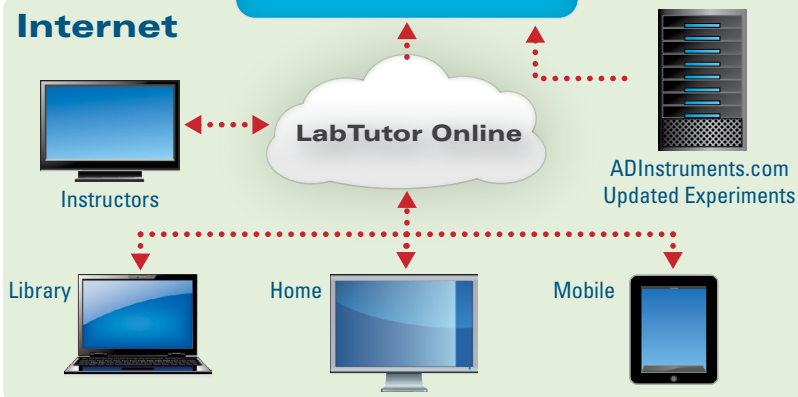 Internet
LabTutor Online
Instructors
ADInstruments.com
Updated Experiments
Library
Home
Mobile